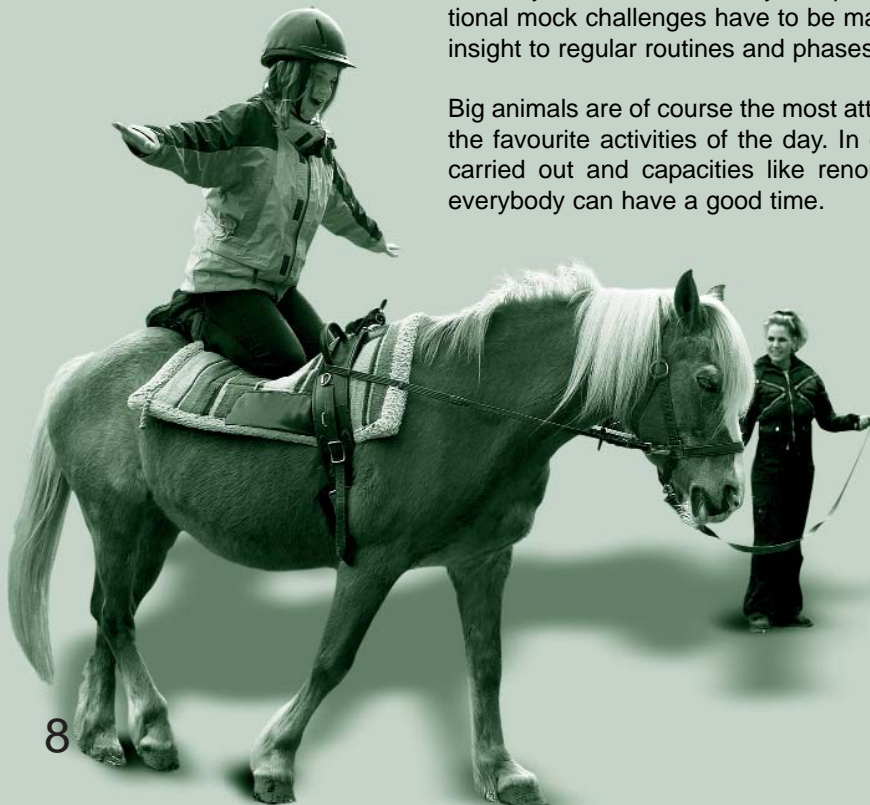 tional mock challenges have to be ma
insight to regular routines and phases
Big animals are of course the most att
the favourite activities of the day. In
carried out and capacities like renou
everybody can have a good time.
8